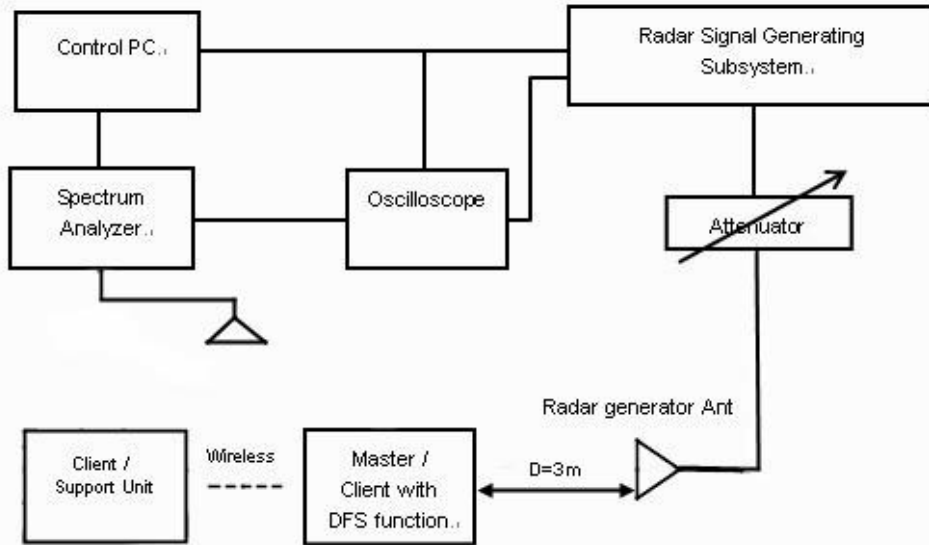 Control PC
Radar Signal Generating
Subsystem
Spectrum
Analyzer
Oscilloscope
Attenuator
Radar generator Ant
Client /
Support Unit
Wireless
Master /
Client with
DFS function
D=3m